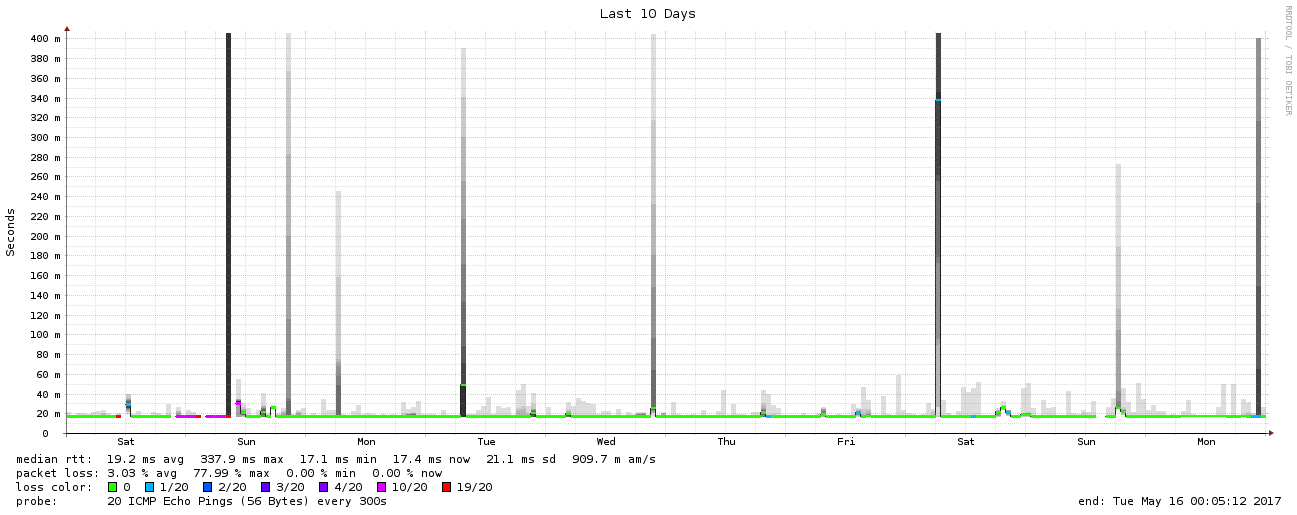 Last 10 Days
RRDTOOL / TOBI OETIKER
Seconds
400 m
380 m
360 m
340 m
320 m
300 m
280 m
260 m
240 m
220 m
200 m
180 m
160 m
140 m
120 m
100 m
80 m
60 m
40 m
20 m
0
Sat Sun Mon Tue Wed Thu Fri Sat Sun Mon
median rtt: 19.2 ms avg 337.9 ms max 17.1 ms min 17.4 ms now 21.1 ms sd 909.7 m am/s
packet loss: 3.03 % avg 77.99 % max 0.00 % min 0.00 % now
loss color: 0 1/20 2/20 3/20 4/20 10/20 19/20
probe: 20 ICMP Echo Pings (56 Bytes) every 300s end: Tue May 16 00:05:12 2017